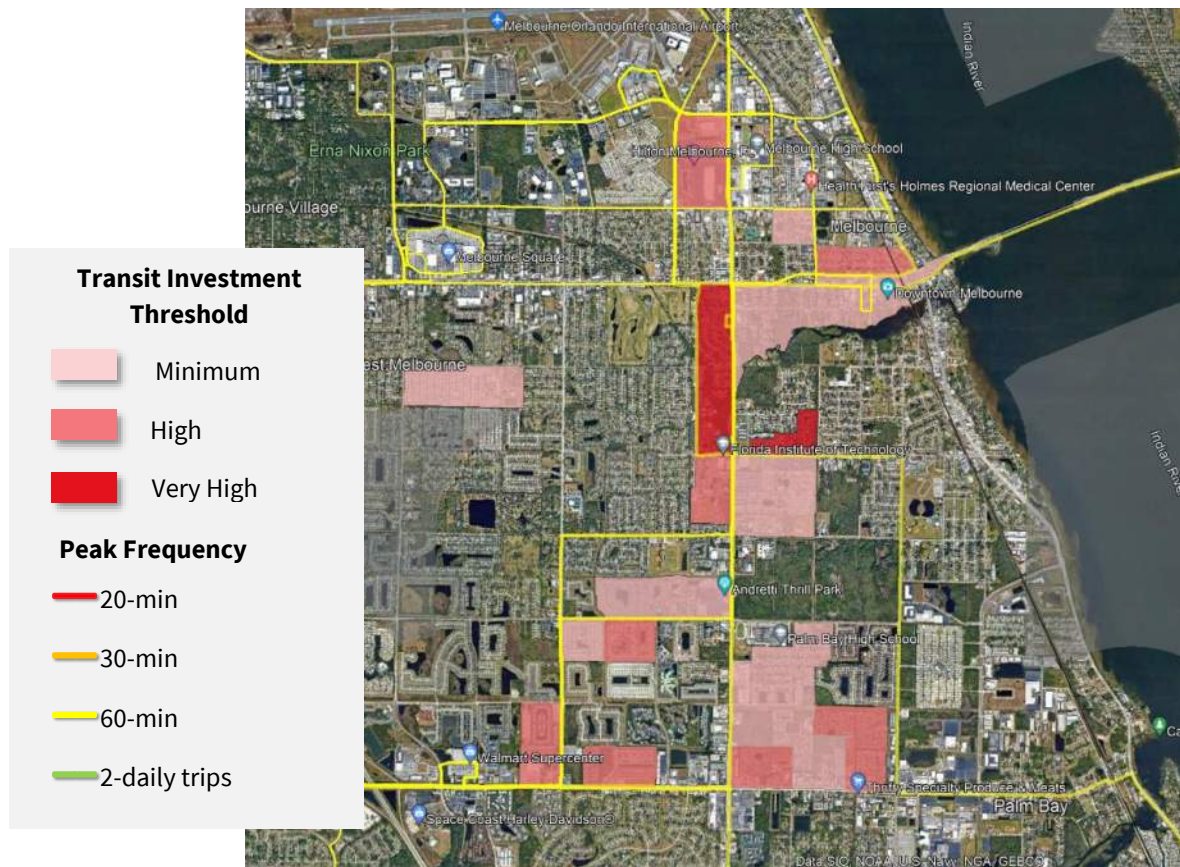 Melbourne Orlando International Airport
Indian River
Erna Nixon Park
Hilton Melbourne,
Melbourne High School
Health First's Holmes Regional Medical Center
ourne Village
Melbourne
Melbourne Square
Downtown Melbourne
Transit Investment
Threshold
Minimum
High
Very High
Peak Frequency
20-min
30-min
60-min
2-daily trips
est Melbourne
Florida Institute of Technology
Indian River
Andretti Thrill Park
Palm Bay High School
Ca
Walmart Supercenter
Thrifty Specialty Produce & Meats
Palm Bay
Space Coast Harley-Davidson®
Data SIO, NOAA, U.S. Navy, NGA, GEBCO